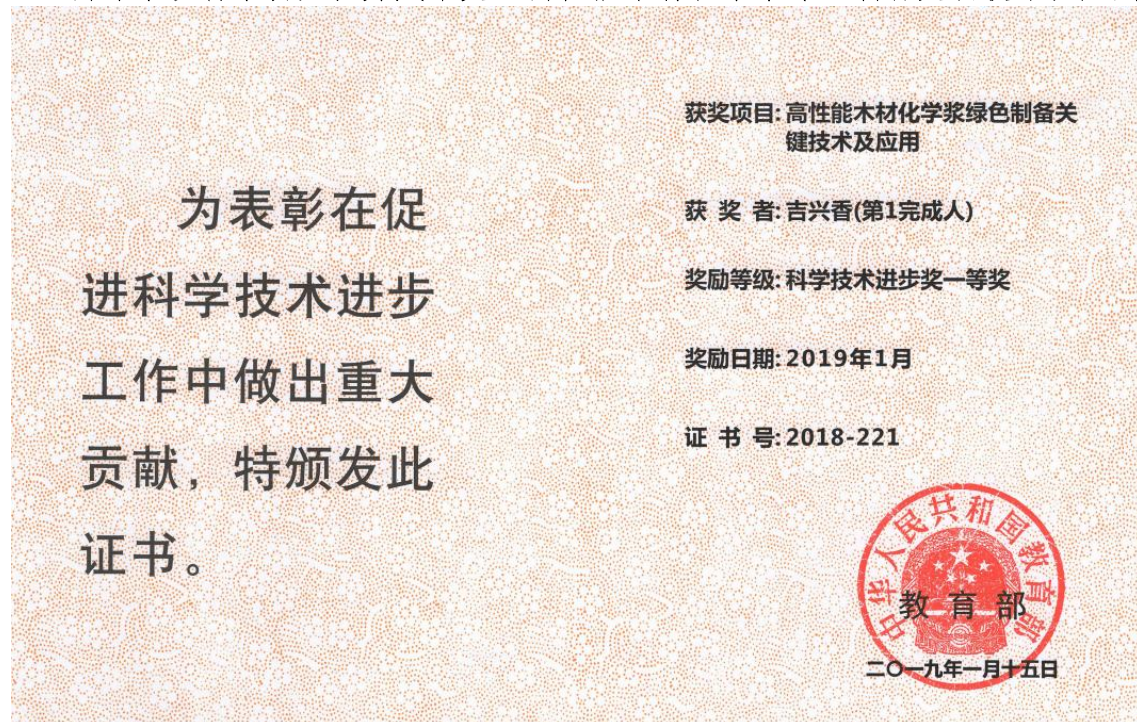 为表彰在促
进科学技术进步
工作中做出重大
贡献，特颁发此
证书。
获奖项目: 高性能木材化学浆绿色制备关
键技术及应用
获 奖 者: 吉兴香(第1完成人)
奖励等级: 科学技术进步奖一等奖
奖励日期: 2019年1月
证 书 号: 2018-221
中华人民共和国教育部
教 育 部
二〇一九年一月十五日